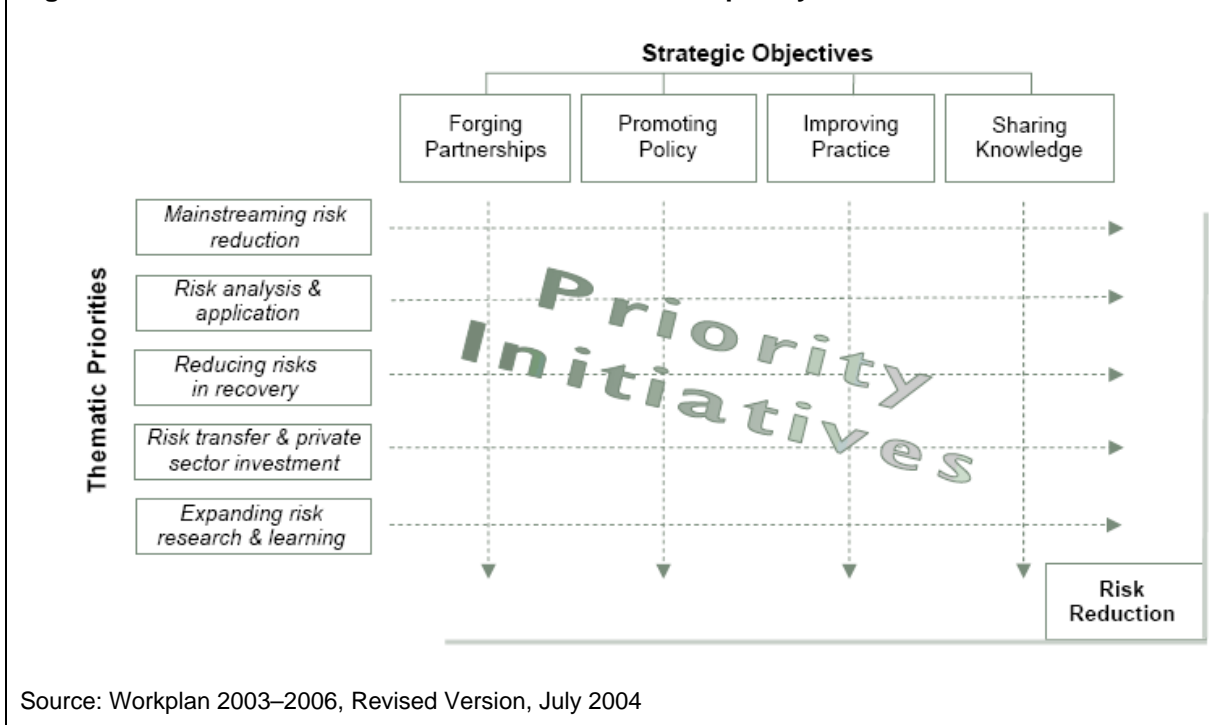 Strategic Objectives
Forging
Partnerships
Promoting
Policy
Improving
Practice
Sharing
Knowledge
Thematic Priorities
Mainstreaming risk
reduction
Risk analysis &
application
Reducing risks
in recovery
Risk transfer & private
sector investment
Expanding risk
research & learning
Priority
Initiatives
Risk
Reduction
Source: Workplan 2003–2006, Revised Version, July 2004